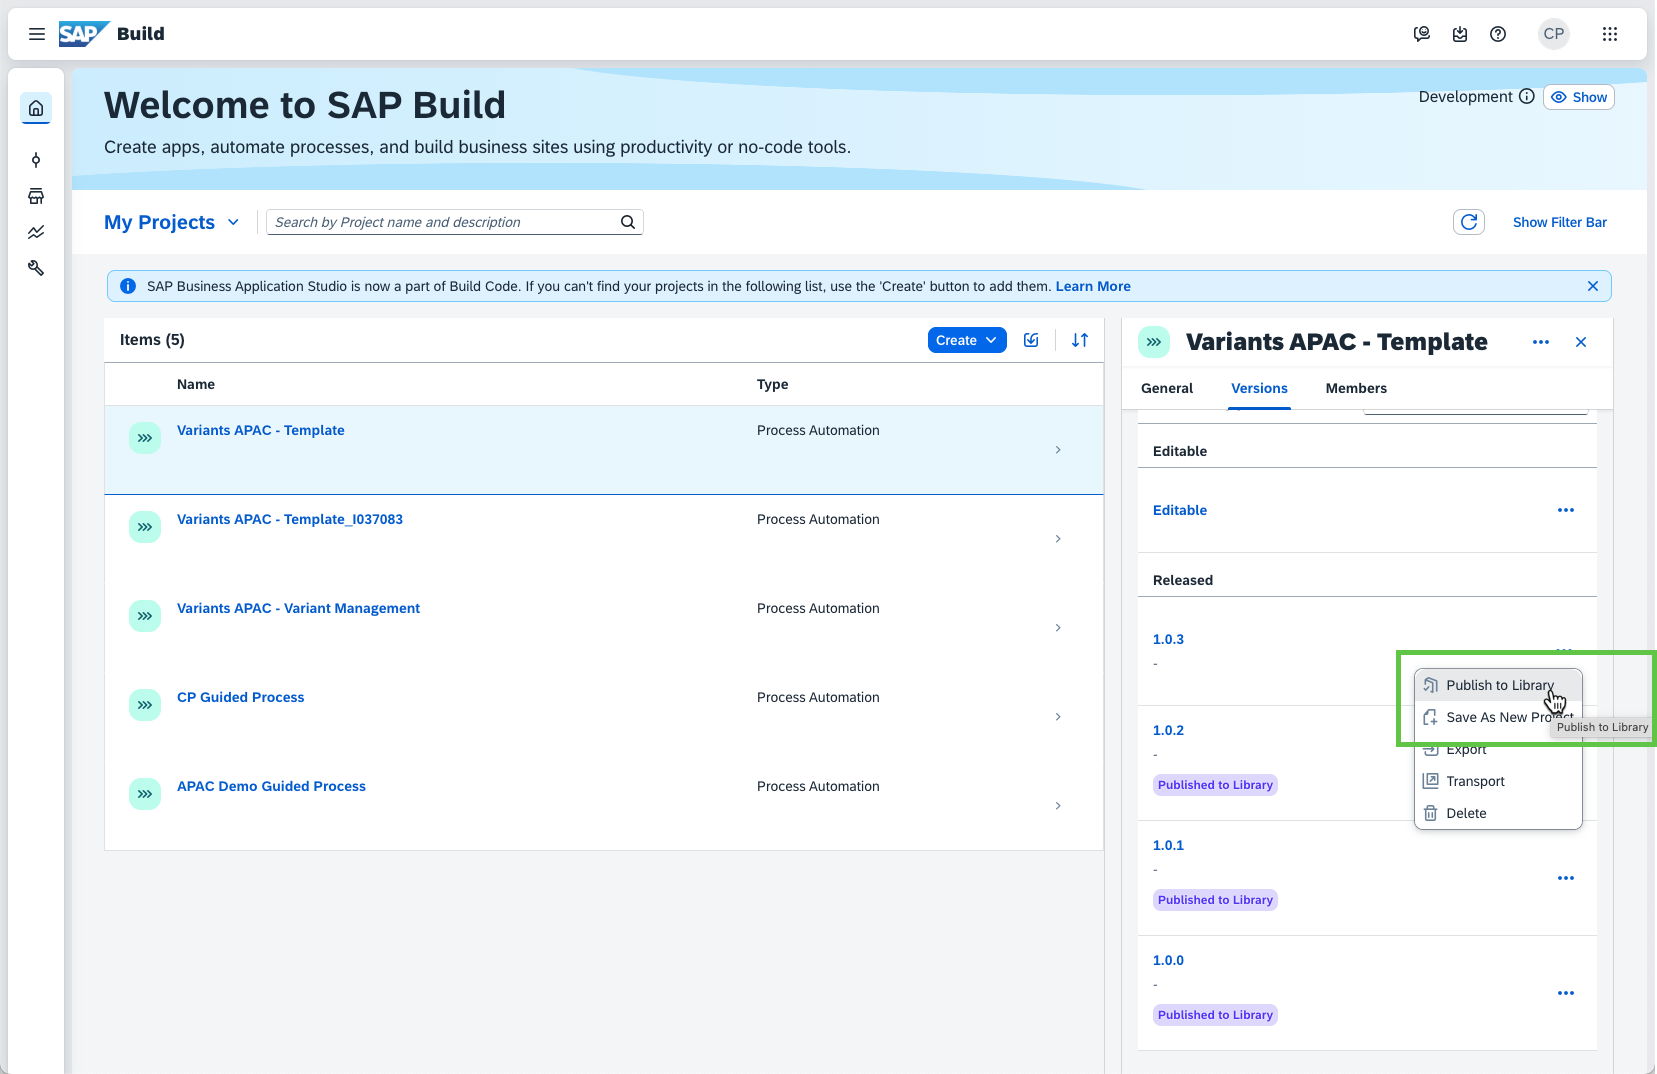 SAP Build
CP
Welcome to SAP Build
Development
Show
Create apps, automate processes, and build business sites using productivity or no-code tools.
My Projects
Search by Project name and description
Show Filter Bar
SAP Business Application Studio is now a part of Build Code. If you can't find your projects in the following list, use the 'Create' button to add them. Learn More
Items (5)
Create
Name Type
Variants APAC - Template Process Automation
Variants APAC - Template_I037083 Process Automation
Variants APAC - Variant Management Process Automation
CP Guided Process Process Automation
APAC Demo Guided Process Process Automation
Variants APAC - Template
General Versions Members
Editable
Editable
Released
1.0.3
-
1.0.2
-
Published to Library
1.0.1
-
Published to Library
1.0.0
-
Published to Library
Publish to Library
Save As New Project
Publish to Library
Export
Transport
Delete